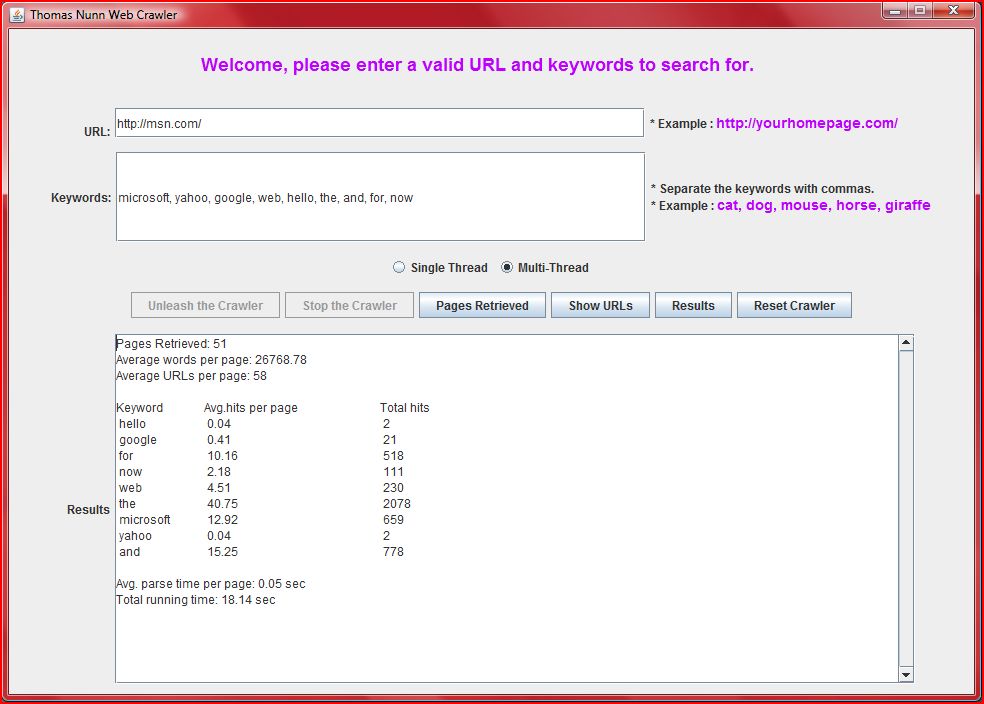 Thomas Nunn Web Crawler
Welcome, please enter a valid URL and keywords to search for.
URL: http://msn.com/ * Example : http://yourhomepage.com/
Keywords: microsoft, yahoo, google, web, hello, the, and, for, now
* Separate the keywords with commas.
* Example : cat, dog, mouse, horse, giraffe
Single Thread Multi-Thread
Unleash the Crawler Stop the Crawler Pages Retrieved Show URLs Results Reset Crawler
Results
Pages Retrieved: 51
Average words per page: 26768.78
Average URLs per page: 58
Keyword Avg.hits per page Total hits
hello 0.04 2
google 0.41 21
for 10.16 518
now 2.18 111
web 4.51 230
the 40.75 2078
microsoft 12.92 659
yahoo 0.04 2
and 15.25 778
Avg. parse time per page: 0.05 sec
Total running time: 18.14 sec